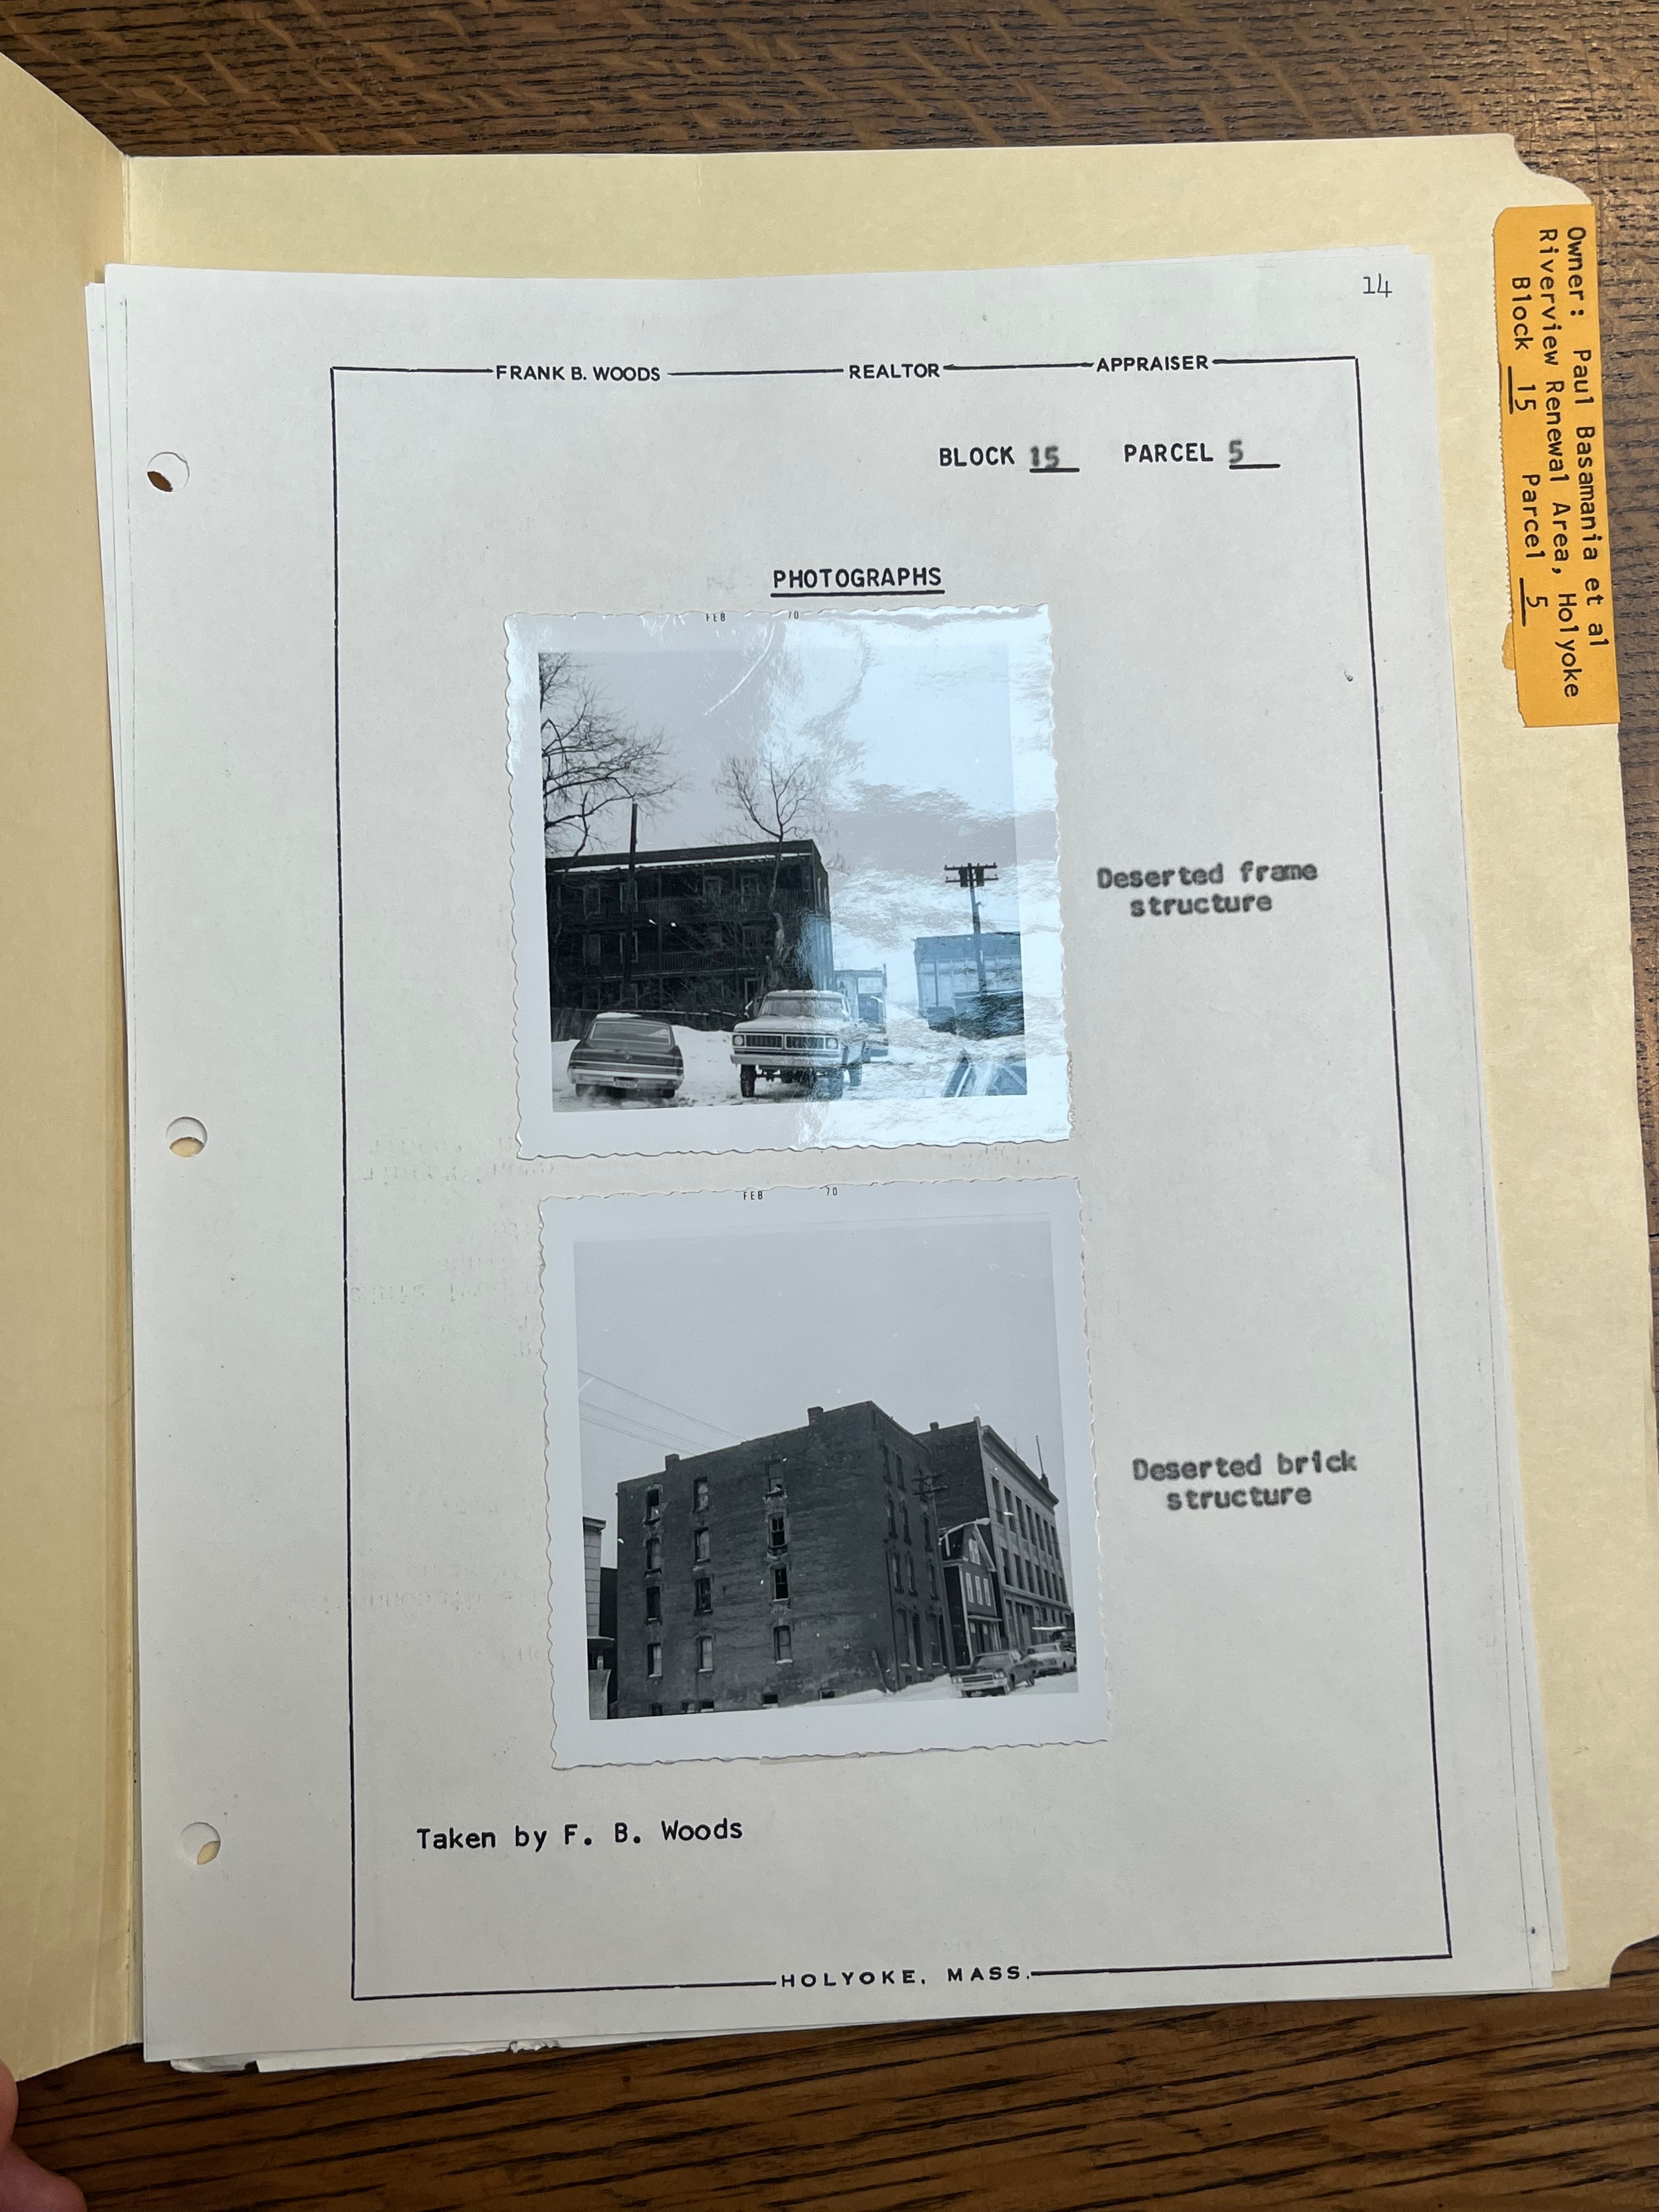 14
FRANK B. WOODS REALTOR APPRAISER
BLOCK 15 PARCEL 5
PHOTOGRAPHS
FEB 70
Deserted frame
structure
FEB 70
Deserted brick
structure
Taken by F. B. Woods
HOLYOKE, MASS.
Owner: Paul Basamania et al
Riverview Renewal Area, Holyoke
Block 15 Parcel 5